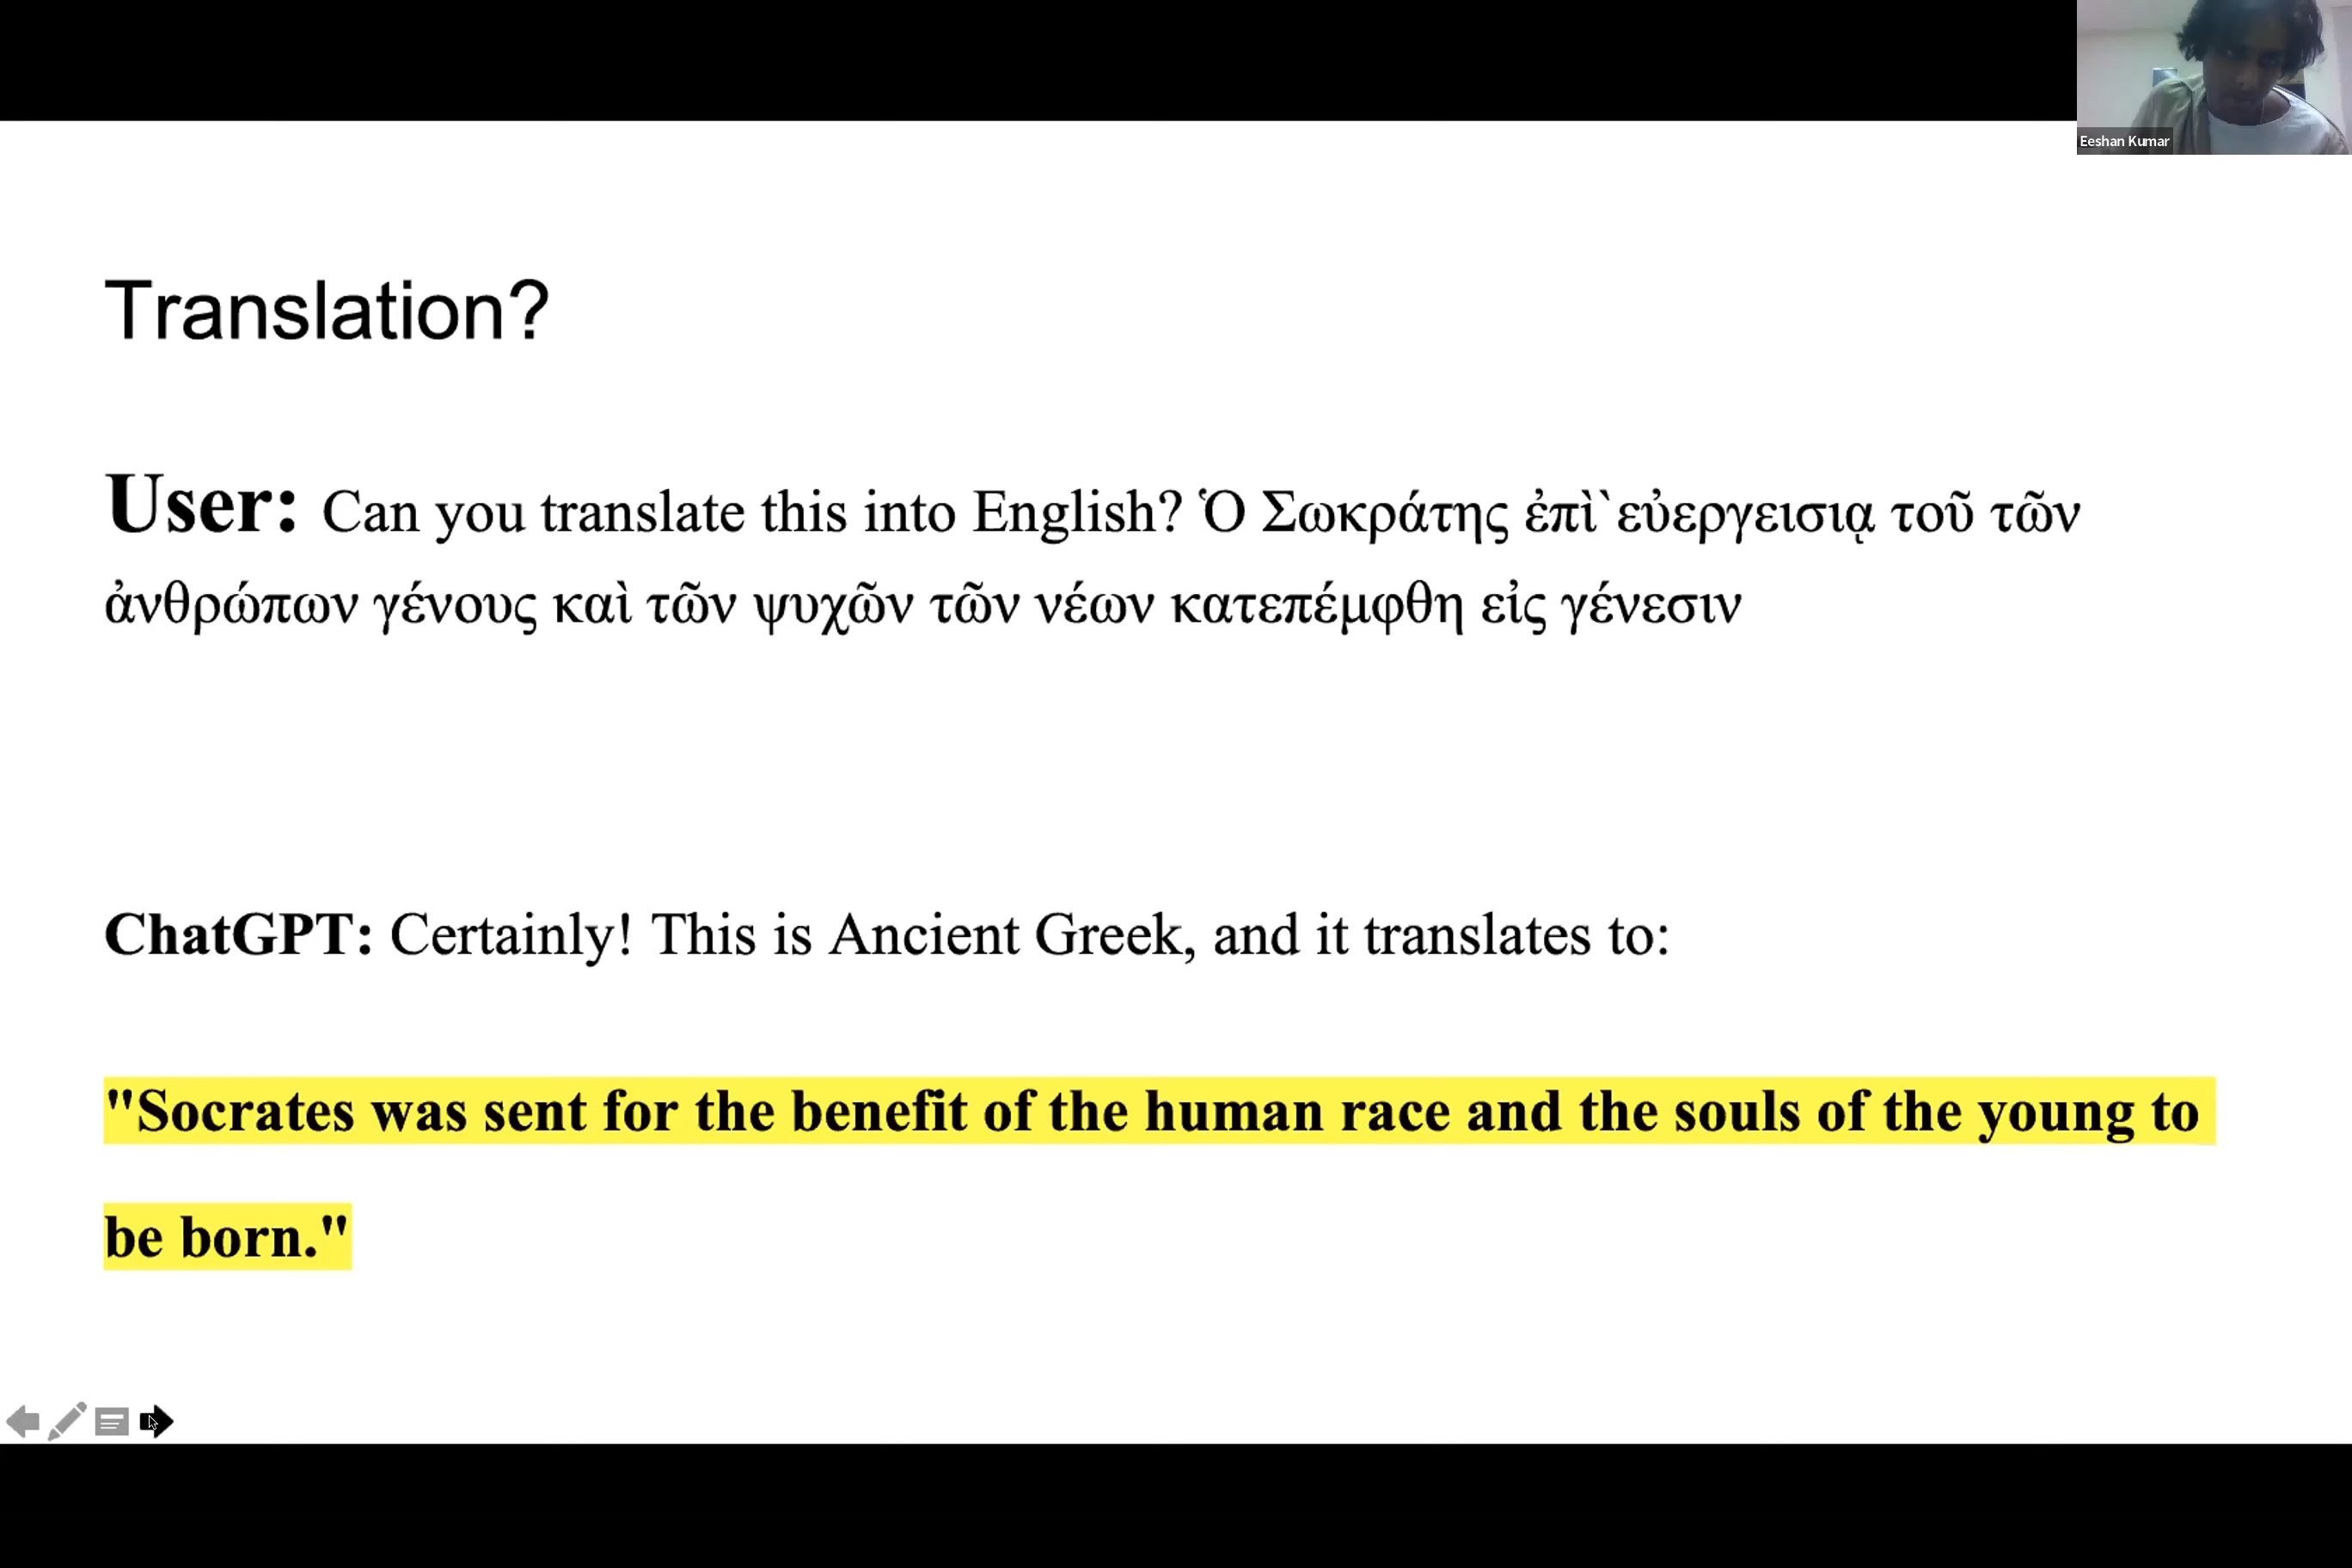 Eeshan Kumar
Translation?
User: Can you translate this into English? Ὁ Σωκράτης ἐπὶ`εὐεργεισιᾳ τοῦ τῶν
ἀνθρώπων γένους καὶ τῶν ψυχῶν τῶν νέων κατεπέμφθη εἰς γένεσιν
ChatGPT: Certainly! This is Ancient Greek, and it translates to:
"Socrates was sent for the benefit of the human race and the souls of the young to
be born."